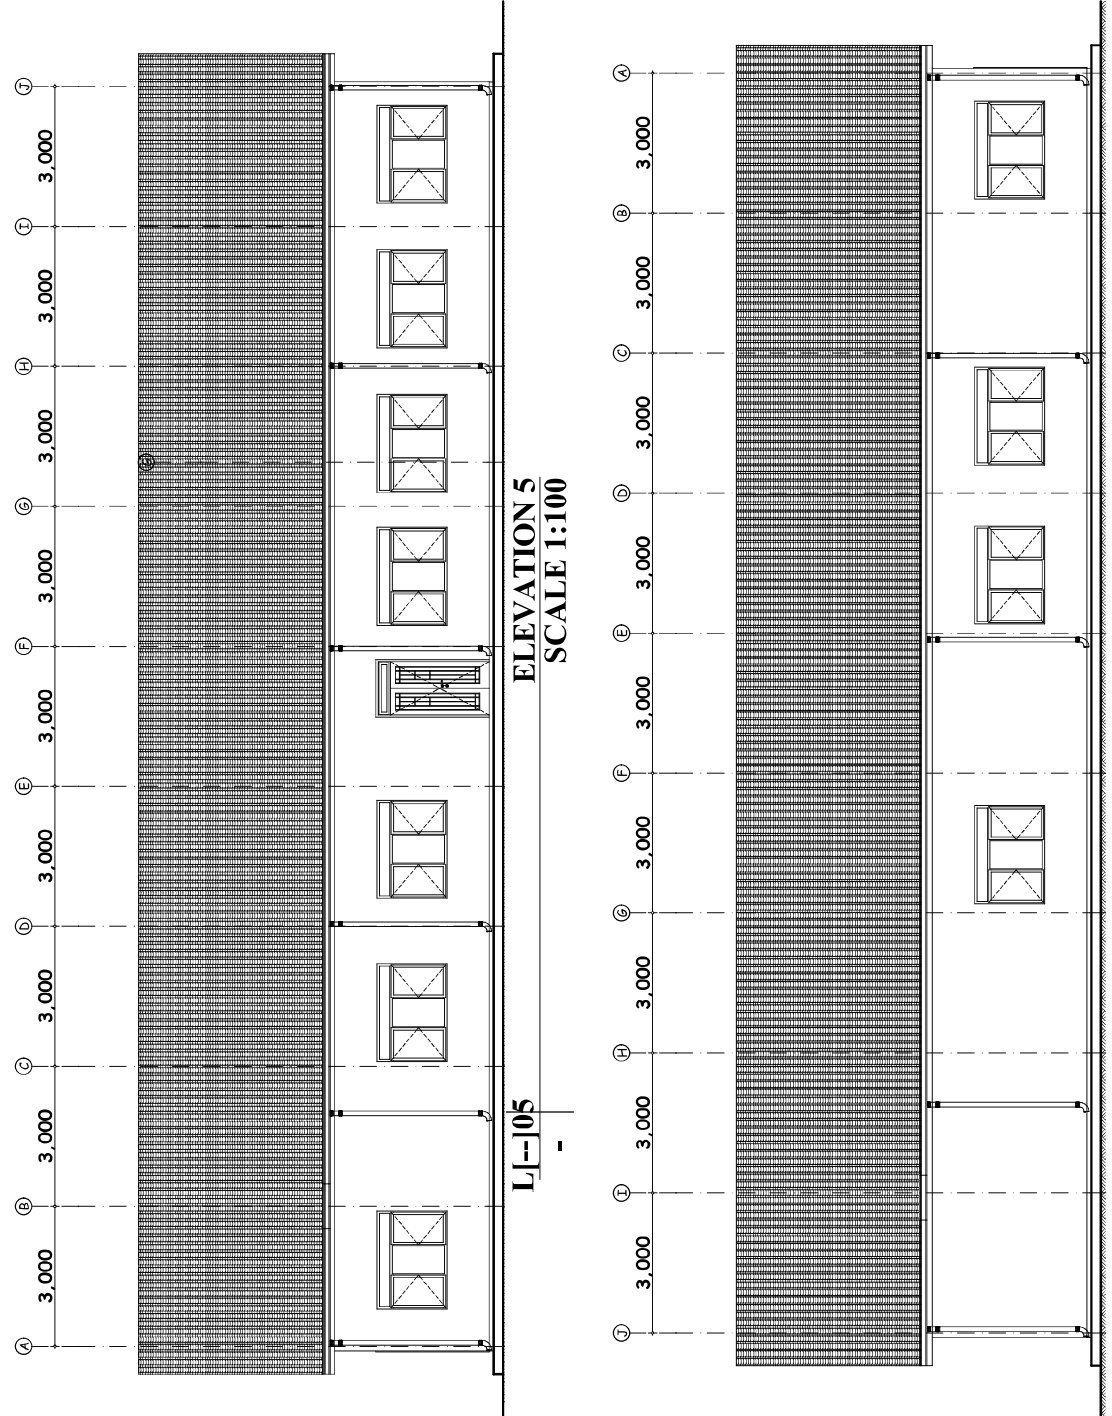 A B C D E F G H I J
3,000 3,000 3,000 3,000 3,000 3,000 3,000 3,000 3,000
L[--]05 ELEVATION 5
- SCALE 1:100
J I H G F E D C B A
3,000 3,000 3,000 3,000 3,000 3,000 3,000 3,000 3,000